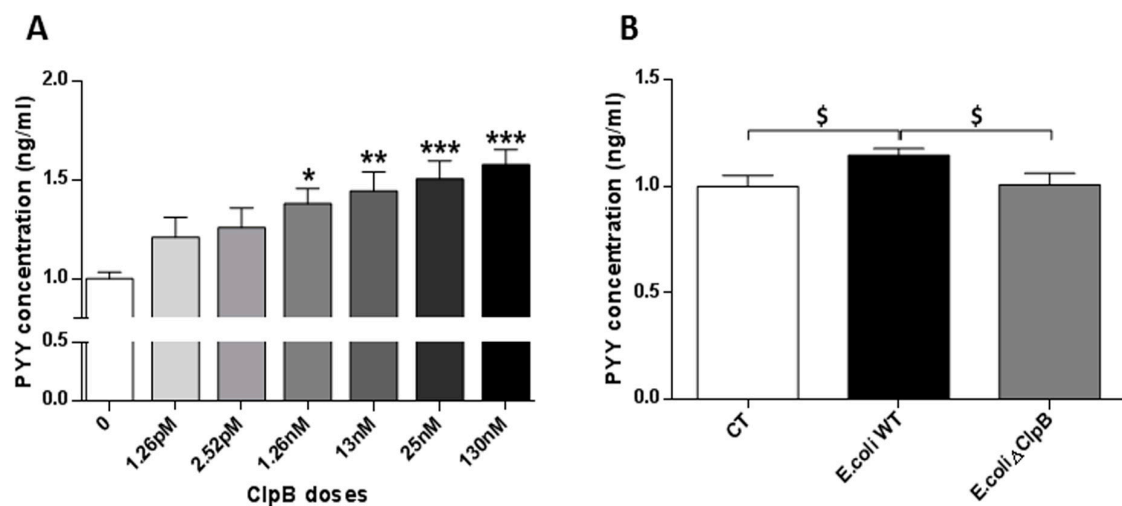 A
PYY concentration (ng/ml)
2.0
1.5
1.0
0.5
0.0
*
**
***
***
0
1.26pM
2.52pM
1.26nM
13nM
25nM
130nM
ClpB doses
B
PYY concentration (ng/ml)
1.5
1.0
0.5
0.0
$
$
CT
E.coli WT
E.coli△ClpB